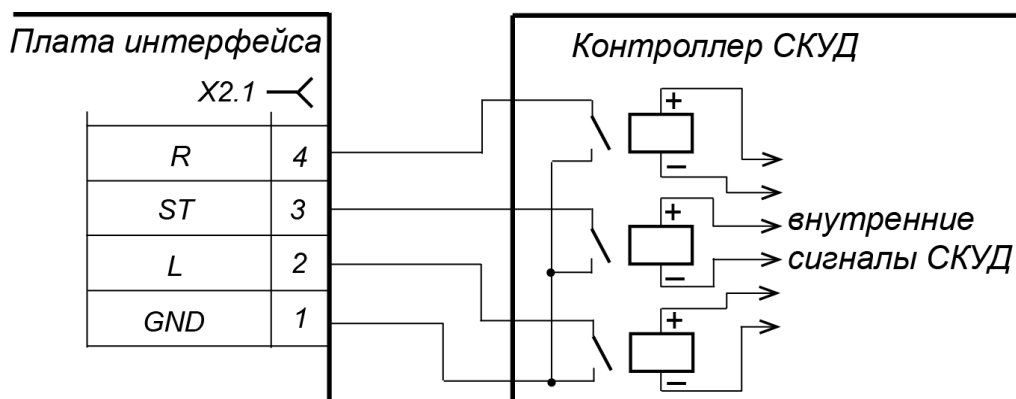 Плата интерфейса
Контроллер СКУД
X2.1
R 4
ST 3
L 2
GND 1
+
−
+
−
+
−
внутренние
сигналы СКУД